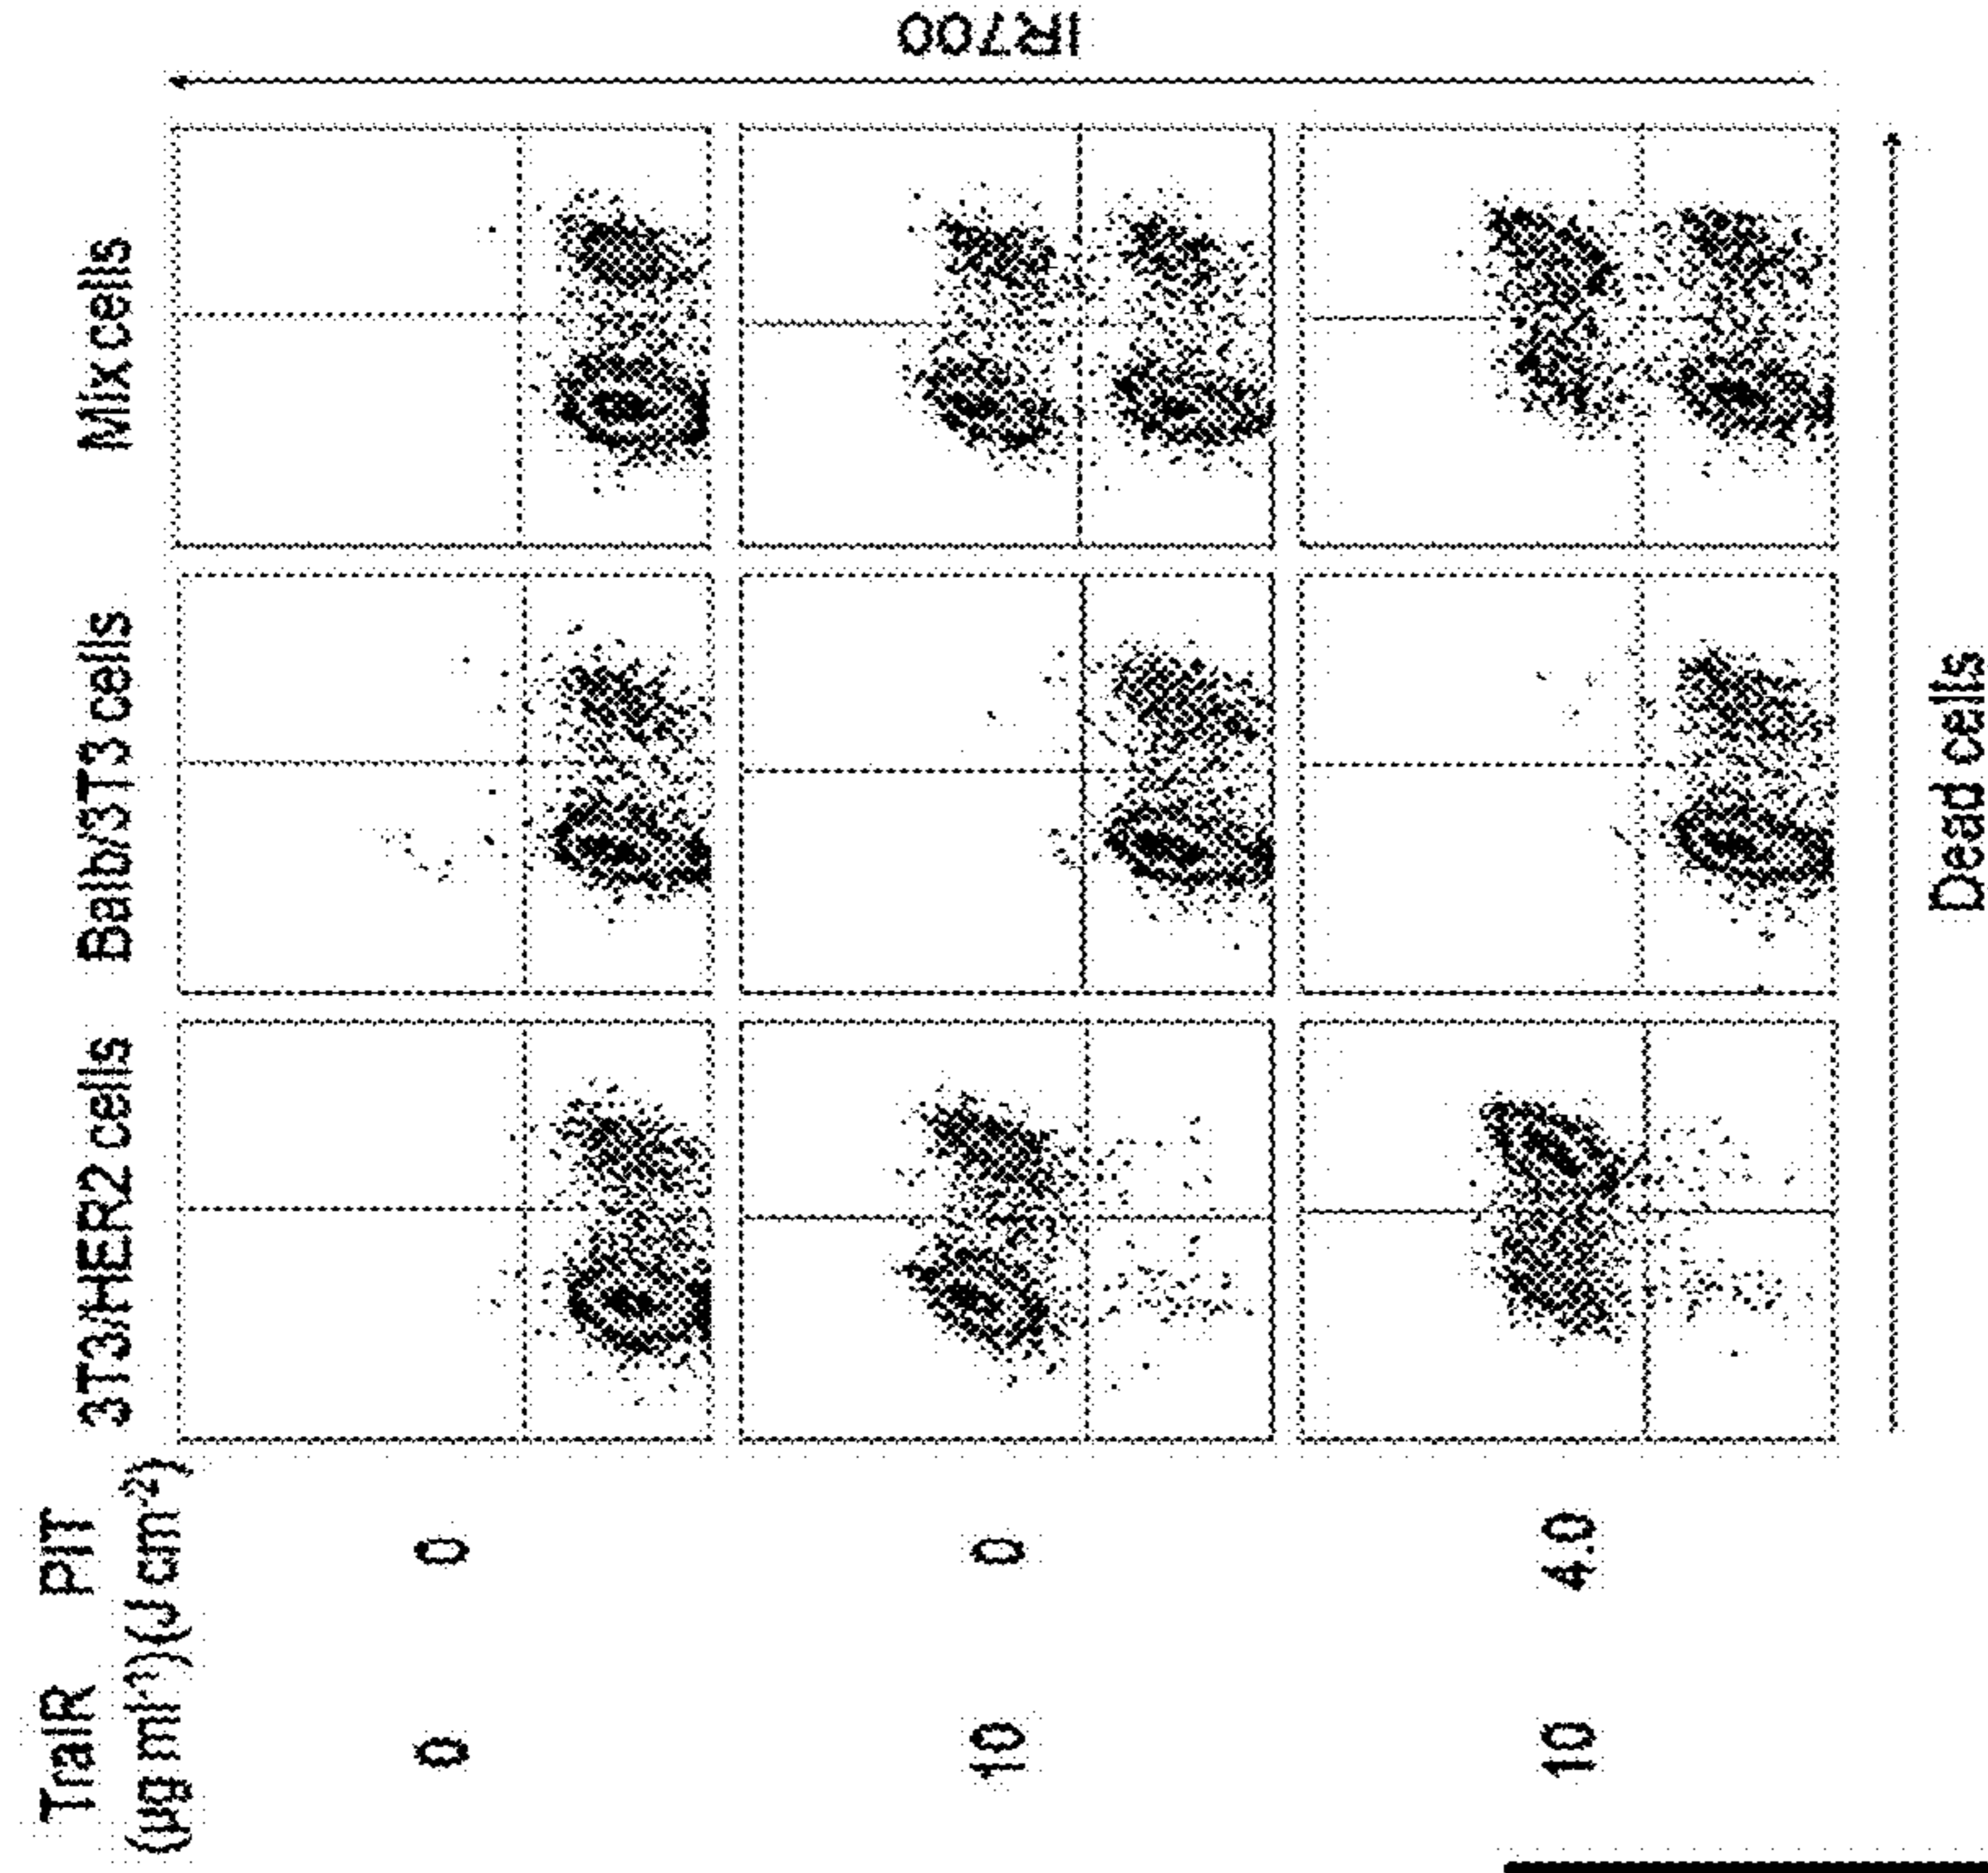 TraIR PIT
(μg ml⁻¹)(J cm⁻²)
3T3/HER2 cells
Balb/3T3 cells
Mix cells
0 0
10 0
10 4.0
IR700
Dead cells